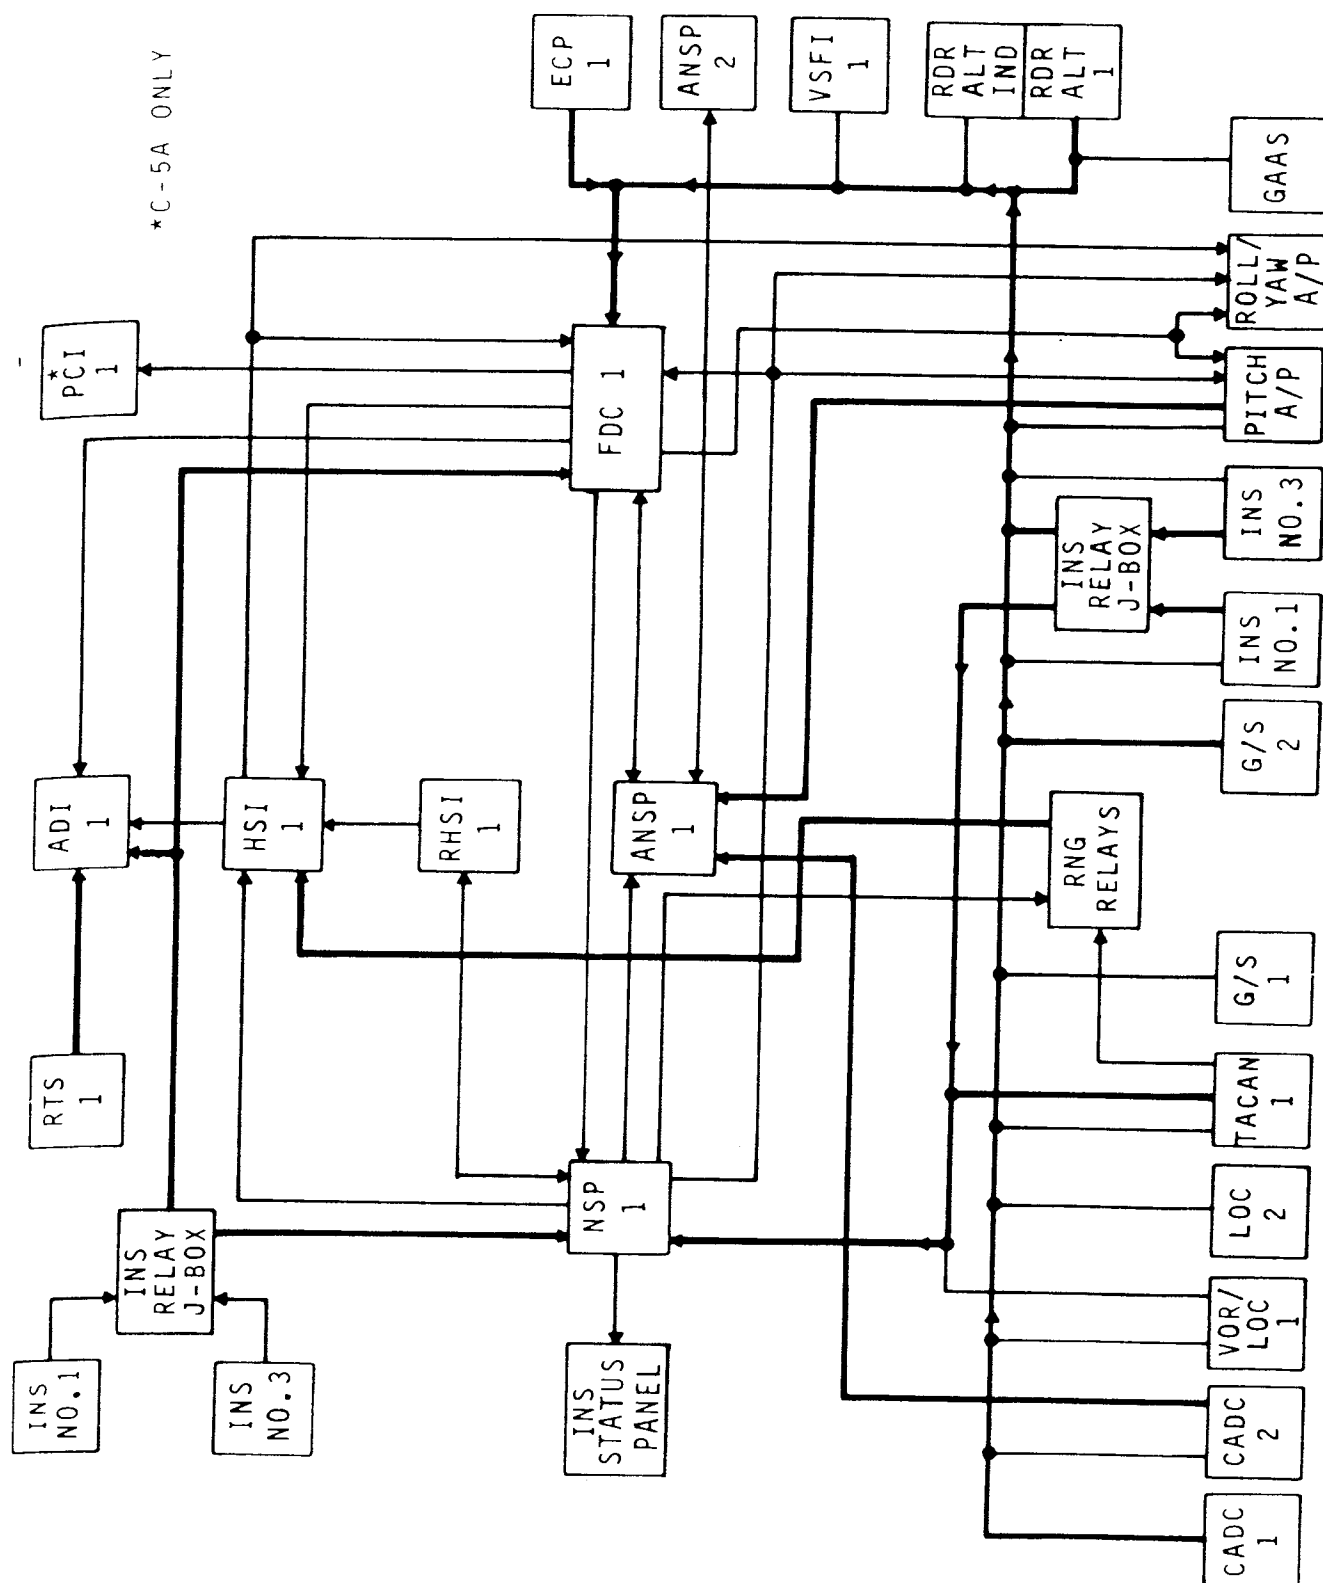 INS
NO.1
RTS
1
ADI
1
*
PCI
1
*C-5A ONLY
INS
RELAY
J-BOX
INS
NO.3
HSI
1
RHSI
1
INS
STATUS
PANEL
NSP
1
ANSP
1
FDC 1
ECP
1
ANSP
2
VSFI
1
RDR
ALT
IND
RDR
ALT
1
RNG
RELAYS
INS
RELAY
J-BOX
CADC
1
CADC
2
VOR/
LOC
1
LOC
2
TACAN
1
G/S
1
G/S
2
INS
NO.1
INS
NO.3
PITCH
A/P
ROLL/
YAW
A/P
GAAS